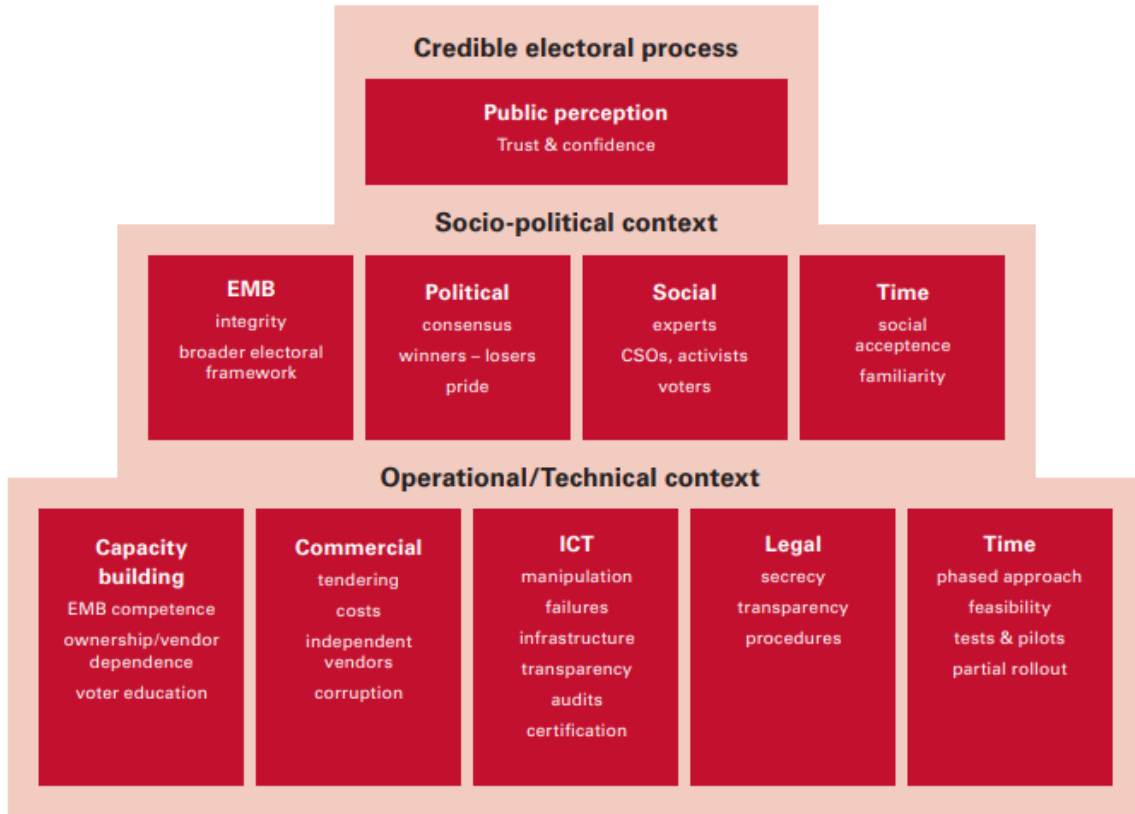 Credible electoral process
Public perception
Trust & confidence
Socio-political context
EMB
integrity
broader electoral
framework
Political
consensus
winners – losers
pride
Social
experts
CSOs, activists
voters
Time
social
acceptence
familiarity
Operational/Technical context
Capacity
building
EMB competence
ownership/vendor
dependence
voter education
Commercial
tendering
costs
independent
vendors
corruption
ICT
manipulation
failures
infrastructure
transparency
audits
certification
Legal
secrecy
transparency
procedures
Time
phased approach
feasibility
tests & pilots
partial rollout